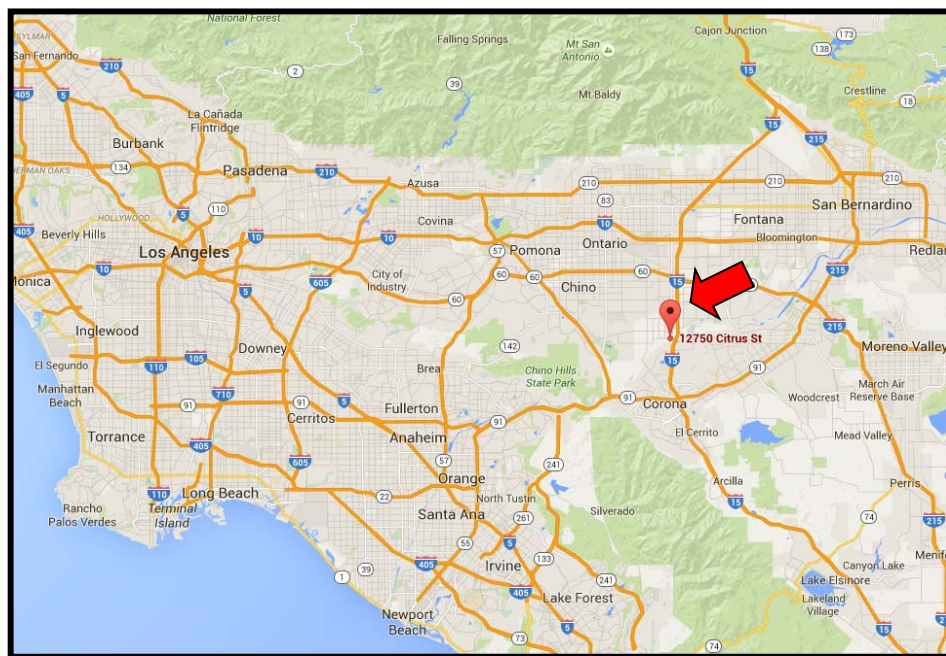 National Forest
Cajon Junction
173
138
SYLMAR
San Fernando
210
Falling Springs
Mt San
Antonio
15
2
39
Mt Baldy
Crestline
18
405
5
La Cañada
Flintridge
15
215
Burbank
134
Pasadena
210
Azusa
210
210
210
HERMAN OAKS
5
110
83
San Bernardino
HOLLYWOOD
Covina
10
Fontana
405
Beverly Hills
10
10
57
Pomona
Ontario
Bloomington
Redlan
Los Angeles
10
605
City of
Industry
60
60
60
15
215
Monica
5
60
Chino
Inglewood
12750 Citrus St
215
Downey
142
Moreno Valley
El Segundo
105
110
Brea
Chino Hills
State Park
15
March Air
Reserve Base
Manhattan
Beach
710
91
91
Cerritos
5
Fullerton
91
91
Corona
Woodcrest
Torrance
405
Anaheim
El Cerrito
Mead Valley
605
57
241
Orange
Arcilla
Perris
110
Long Beach
22
North Tustin
15
Rancho
Palos Verdes
Terminal
Island
Santa Ana
261
Silverado
74
215
55
5
133
Menife
1
39
405
Irvine
241
Canyon Lake
405
Lake Forest
Lake Elsinore
Lakeland
Village
Newport
Beach
73
5
74